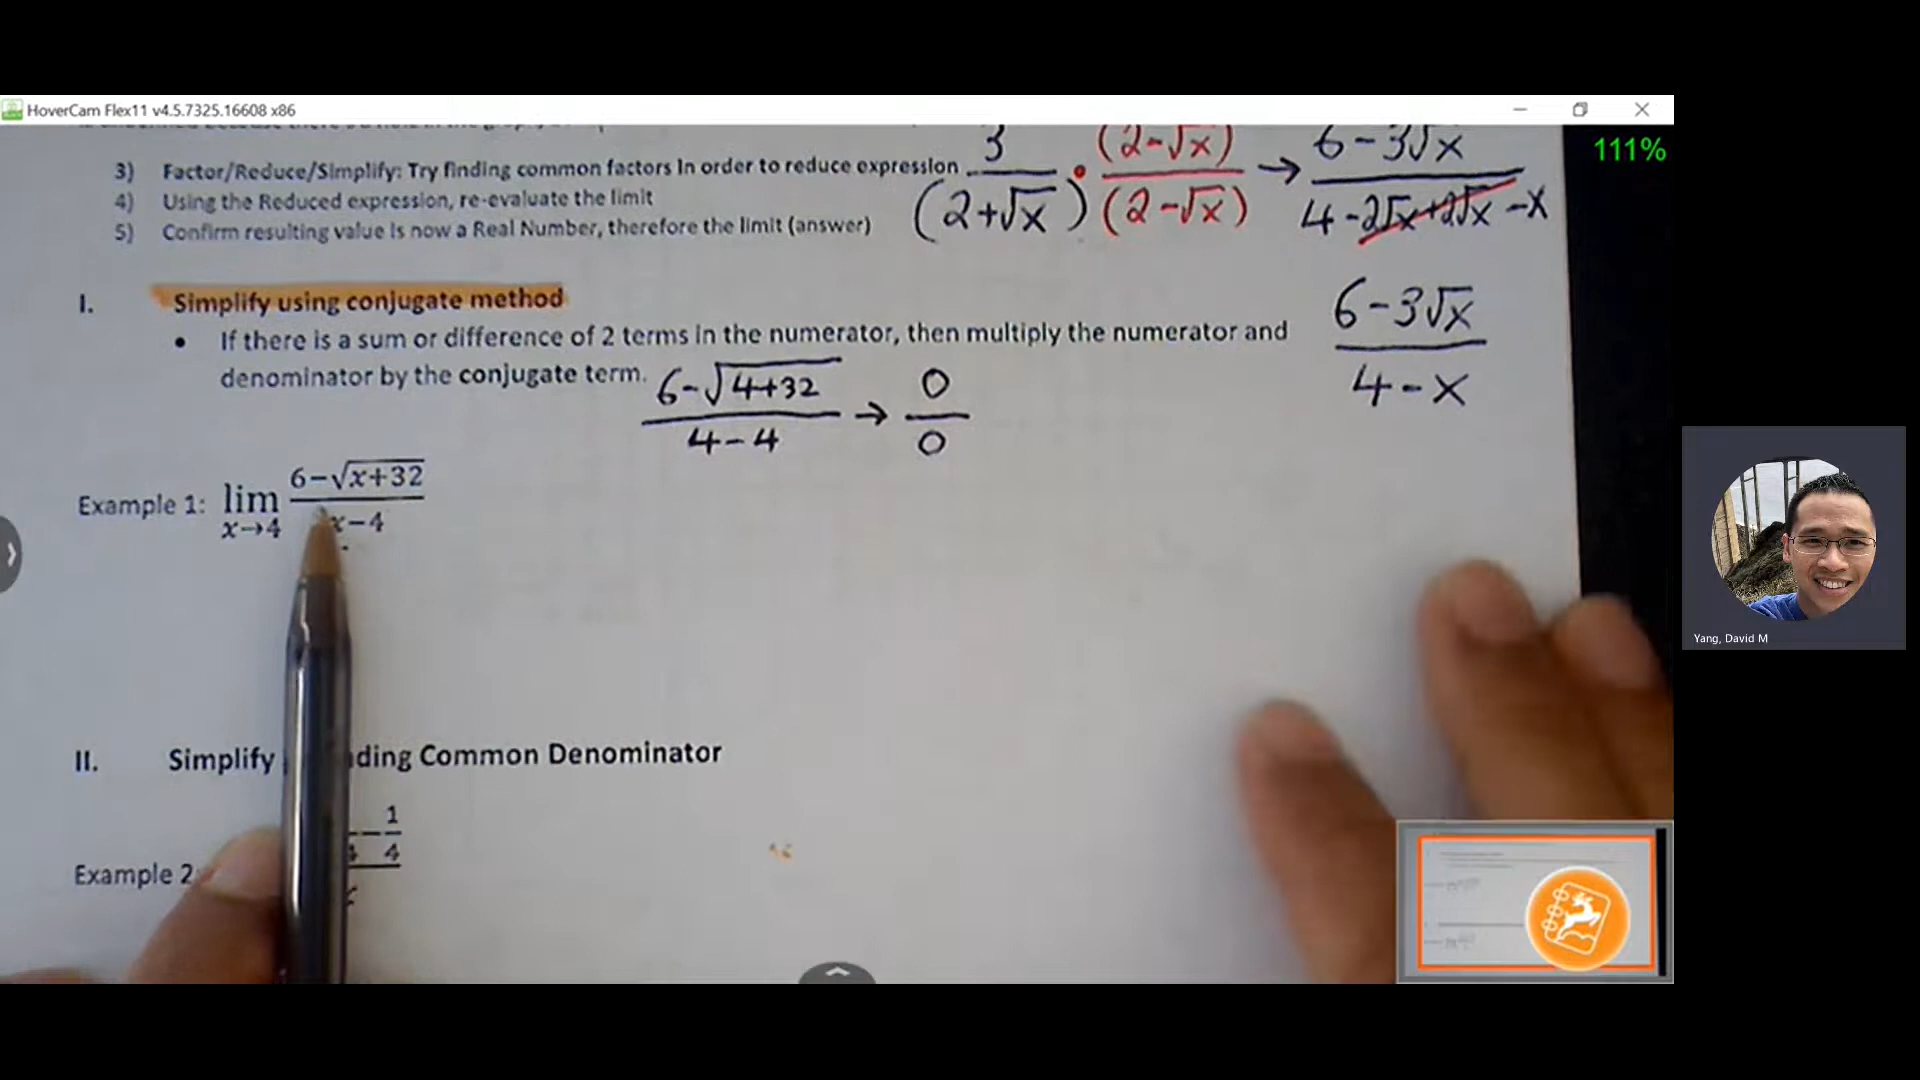 HoverCam Flex11 v4.5.7325.16608 x86
111%
3) Factor/Reduce/Simplify: Try finding common factors in order to reduce expression
4) Using the Reduced expression, re-evaluate the limit
5) Confirm resulting value is now a Real Number, therefore the limit (answer)
3/(2+√x) • (2-√x)/(2-√x) → 6-3√x/4-2√x+2√x-x
I. Simplify using conjugate method
• If there is a sum or difference of 2 terms in the numerator, then multiply the numerator and
denominator by the conjugate term.
6-3√x/4-x
6-√4+32/4-4 → 0/0
Example 1: lim x→4 6-√x+32/x-4
II. Simplify ding Common Denominator
Example 2
- 1/4
Yang, David M